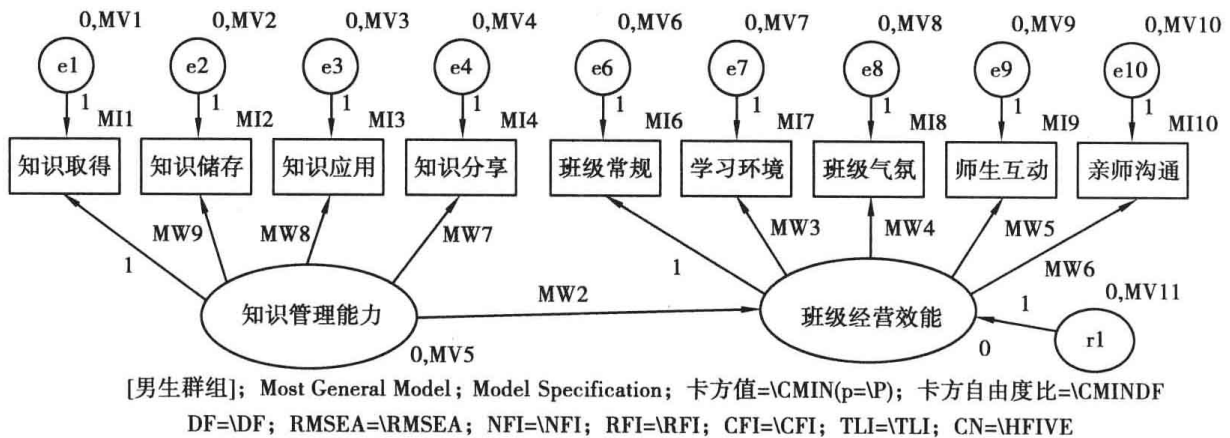 0,MV1 0,MV2 0,MV3 0,MV4 0,MV6 0,MV7 0,MV8 0,MV9 0,MV10
e1 e2 e3 e4 e6 e7 e8 e9 e10
1 1 1 1 1 1 1 1 1
MI1 MI2 MI3 MI4 MI6 MI7 MI8 MI9 MI10
知识取得 知识储存 知识应用 知识分享 班级常规 学习环境 班级气氛 师生互动 亲师沟通
MW9 MW8 MW7 MW3 MW4 MW5
1 1 MW6
MW2 1 0,MV11
知识管理能力 班级经营效能 r1
0,MV5 0
[男生群组]; Most General Model; Model Specification; 卡方值=\CMIN(p=\P); 卡方自由度比=\CMINDF
DF=\DF; RMSEA=\RMSEA; NFI=\NFI; RFI=\RFI; CFI=\CFI; TLI=\TLI; CN=\HFIVE